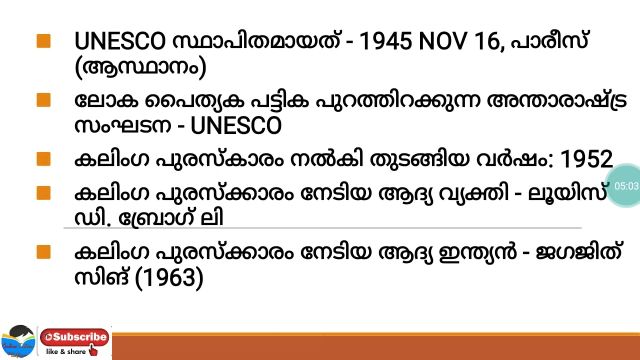 UNESCO സ്ഥാപിതമായത് - 1945 NOV 16, പാരീസ്
(ആസ്ഥാനം)
ലോക പൈതൃക പട്ടിക പുറത്തിറക്കുന്ന അന്താരാഷ്ട്ര
സംഘടന - UNESCO
കലിംഗ പുരസ്കാരം നൽകി തുടങ്ങിയ വർഷം: 1952
കലിംഗ പുരസ്ക്കാരം നേടിയ ആദ്യ വ്യക്തി - ലൂയിസ്
05:03
ഡി. ബ്രോഗ് ലി
കലിംഗ പുരസ്ക്കാരം നേടിയ ആദ്യ ഇന്ത്യൻ - ജഗജിത്
സിങ് (1963)
Subscribe
like & share